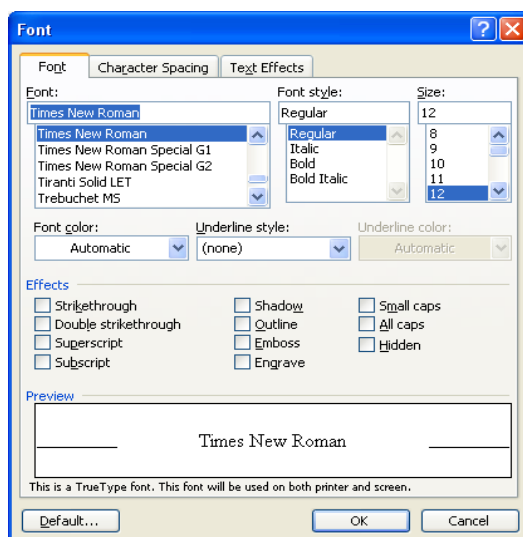 Font
Font Character Spacing Text Effects
Font: Font style: Size:
Times New Roman Regular 12
Times New Roman Regular 8
Times New Roman Special G1 Italic 9
Times New Roman Special G2 Bold 10
Tiranti Solid LET Bold Italic 11
Trebuchet MS 12
Font color: Underline style: Underline color:
Automatic (none) Automatic
Effects
Strikethrough Shadow Small caps
Double strikethrough Outline All caps
Superscript Emboss Hidden
Subscript Engrave
Preview
Times New Roman
This is a TrueType font. This font will be used on both printer and screen.
Default... OK Cancel